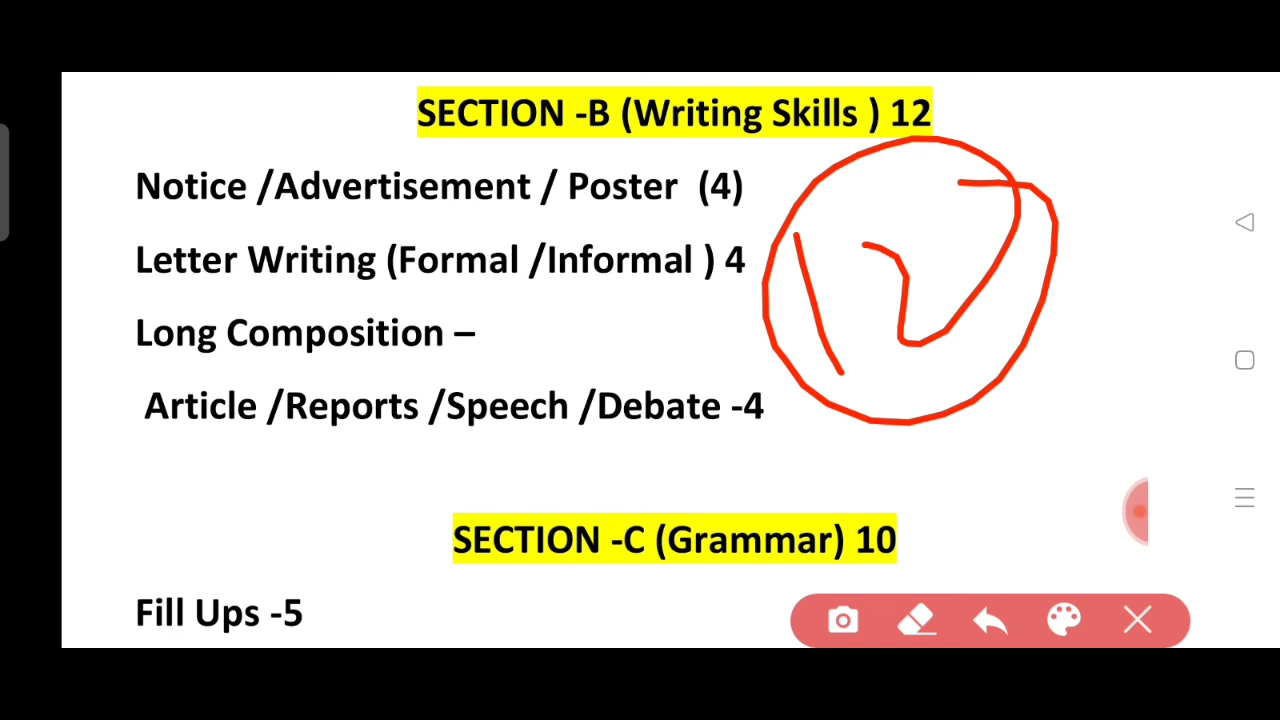 SECTION -B (Writing Skills ) 12
Notice /Advertisement / Poster (4)
Letter Writing (Formal /Informal ) 4
Long Composition –
Article /Reports /Speech /Debate -4
SECTION -C (Grammar) 10
Fill Ups -5